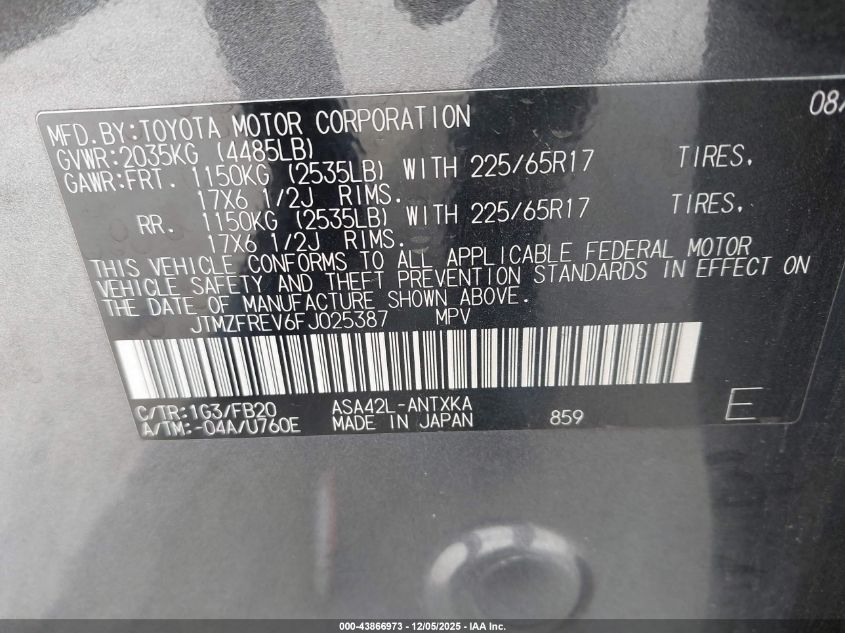 08/
MFD.BY:TOYOTA MOTOR CORPORATION
GVWR:2035KG (4485LB)
GAWR:FRT. 1150KG (2535LB) WITH 225/65R17 TIRES,
17X6 1/2J RIMS.
RR. 1150KG (2535LB) WITH 225/65R17 TIRES,
17X6 1/2J RIMS.
THIS VEHICLE CONFORMS TO ALL APPLICABLE FEDERAL MOTOR
VEHICLE SAFETY AND THEFT PREVENTION STANDARDS IN EFFECT ON
THE DATE OF MANUFACTURE SHOWN ABOVE.
JTMZFREV6FJ025387 MPV
C/TR:1G3/FB20 ASA42L-ANTXKA
A/TM:-04A/U760E MADE IN JAPAN 859 E
000-43866973 - 12/05/2025 - IAA Inc.